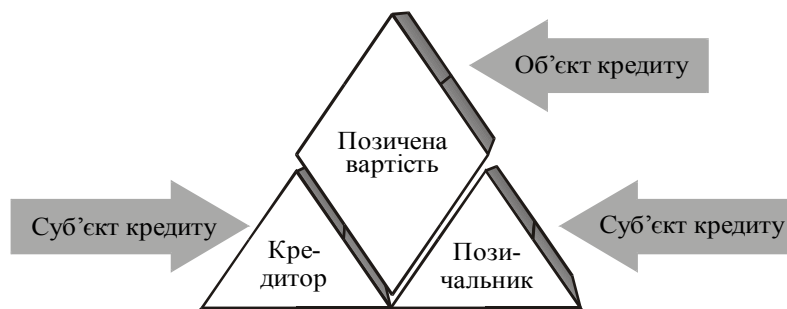 Об’єкт кредиту
Позичена
вартість
Суб’єкт кредиту
Кре-
дитор
Пози-
чальник
Суб’єкт кредиту